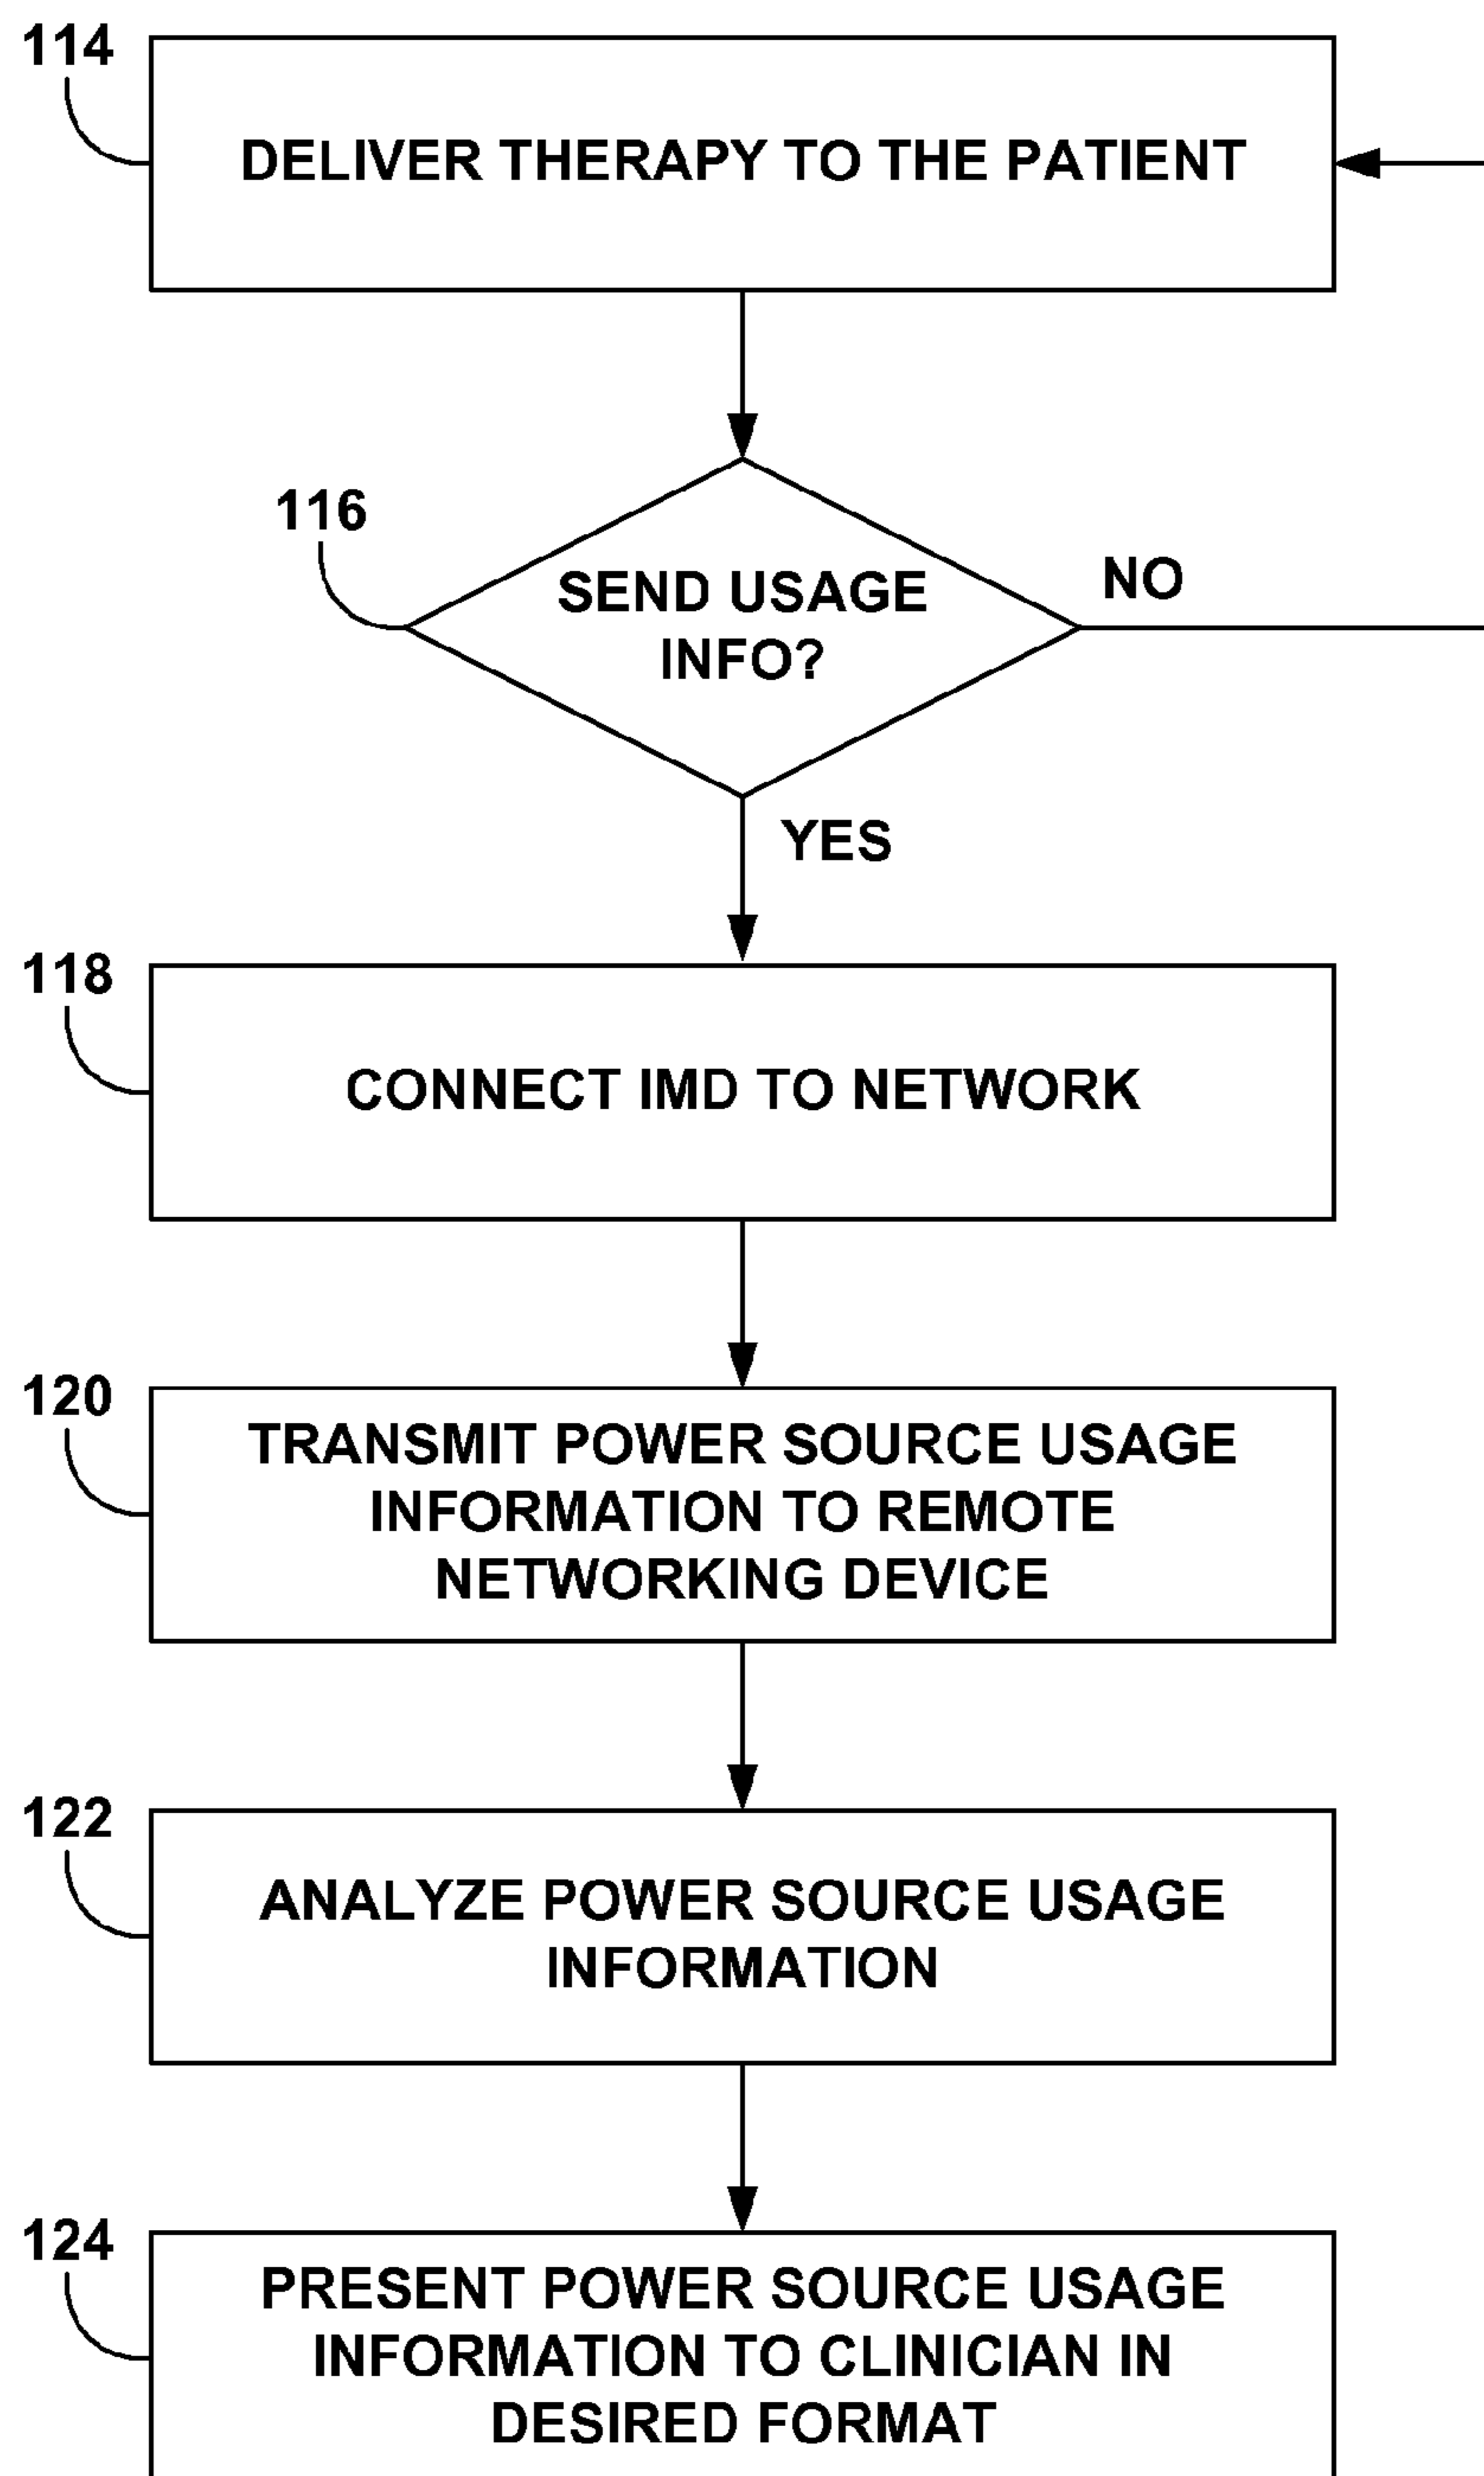 114
DELIVER THERAPY TO THE PATIENT
116
SEND USAGE
INFO?
NO
YES
118
CONNECT IMD TO NETWORK
120
TRANSMIT POWER SOURCE USAGE
INFORMATION TO REMOTE
NETWORKING DEVICE
122
ANALYZE POWER SOURCE USAGE
INFORMATION
124
PRESENT POWER SOURCE USAGE
INFORMATION TO CLINICIAN IN
DESIRED FORMAT